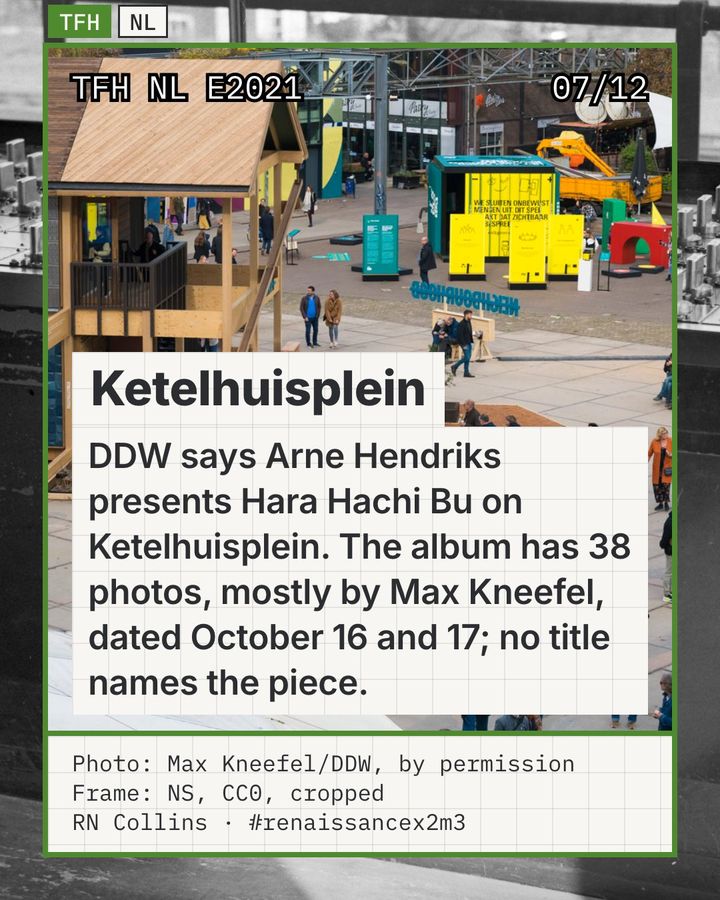 TFH NL
TFH NL E2021 07/12
WE SLUITEN ONBEWUST
MENGEN UIT. DIT SPEL
MAAKT DAT ZICHTBAAR
NEIGHBOURHOOD
Ketelhuisplein
DDW says Arne Hendriks
presents Hara Hachi Bu on
Ketelhuisplein. The album has 38
photos, mostly by Max Kneefel,
dated October 16 and 17; no title
names the piece.
Photo: Max Kneefel/DDW, by permission
Frame: NS, CC0, cropped
RN Collins · #renaissancex2m3